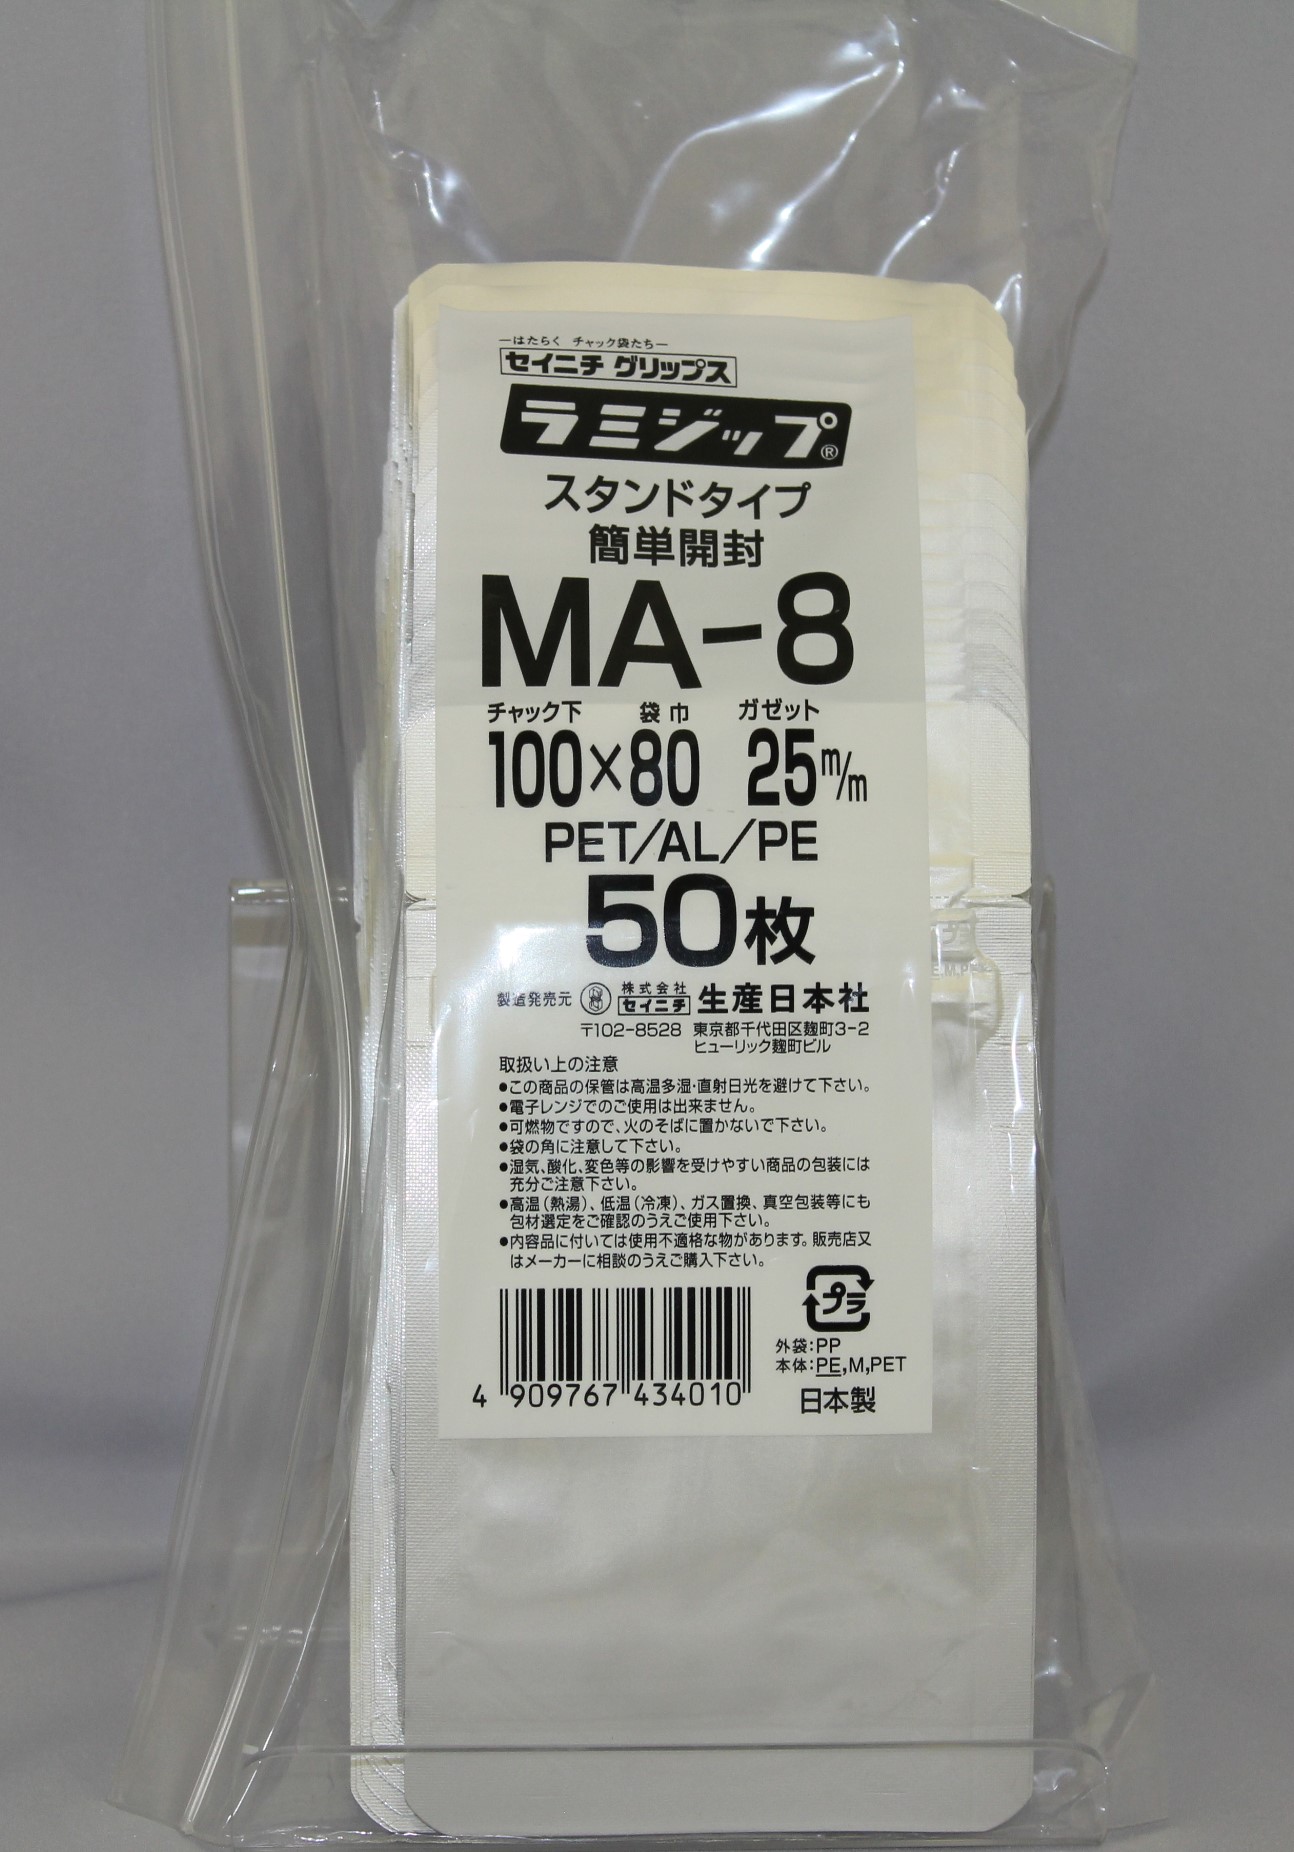 ―はたらく チャック袋たち―
セイニチ グリップス
ラミジップ®
スタンドタイプ
簡単開封
MA-8
チャック下 袋巾 ガゼット
100×80 25m/m
PET/AL/PE
50枚
製造発売元 株式会社 セイニチ 生産日本社
〒102-8528 東京都千代田区麹町3-2
ヒューリック麹町ビル
取扱い上の注意
●この商品の保管は高温多湿・直射日光を避けて下さい。
●電子レンジでのご使用は出来ません。
●可燃物ですので、火のそばに置かないで下さい。
●袋の角に注意して下さい。
●湿気、酸化、変色等の影響を受けやすい商品の包装には
充分ご注意下さい。
●高温(熱湯)、低温(冷凍)、ガス置換、真空包装等にも
包材選定をご確認のうえご使用下さい。
●内容品に付いては使用不適格な物があります。販売店又
はメーカーに相談のうえご購入下さい。
プラ
外袋:PP
本体:PE,M,PET
日本製
4 909767 434010